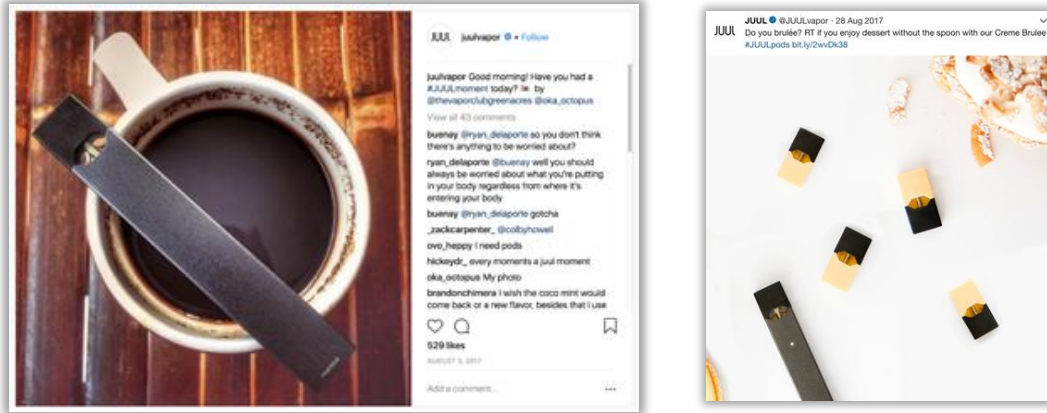 JUUL juulvapor • Follow
juulvapor Good morning! Have you had a
#JUULmoment today? by
@thevaporclubgreenacres @oka_octopus
View all 43 comments
buenay @ryan_delaporte so you don't think
there's anything to be worried about?
ryan_delaporte @buenay well you should
always be worried about what you're putting
in your body regardless from where it's
entering your body
buenay @ryan_delaporte gotcha
_zackcarpenter_ @colbyhowell
ovo_heppy I need pods
hickeydr_ every moments a juul moment
oka_octopus My photo
brandonchimera I wish the coco mint would
come back or a new flavor, besides that I use
529 likes
AUGUST 3, 2017
Add a comment...
JUUL @JUULvapor · 28 Aug 2017
JUUL
Do you brulée? RT if you enjoy dessert without the spoon with our Creme Brulee
#JUULpods bit.ly/2wvDk38